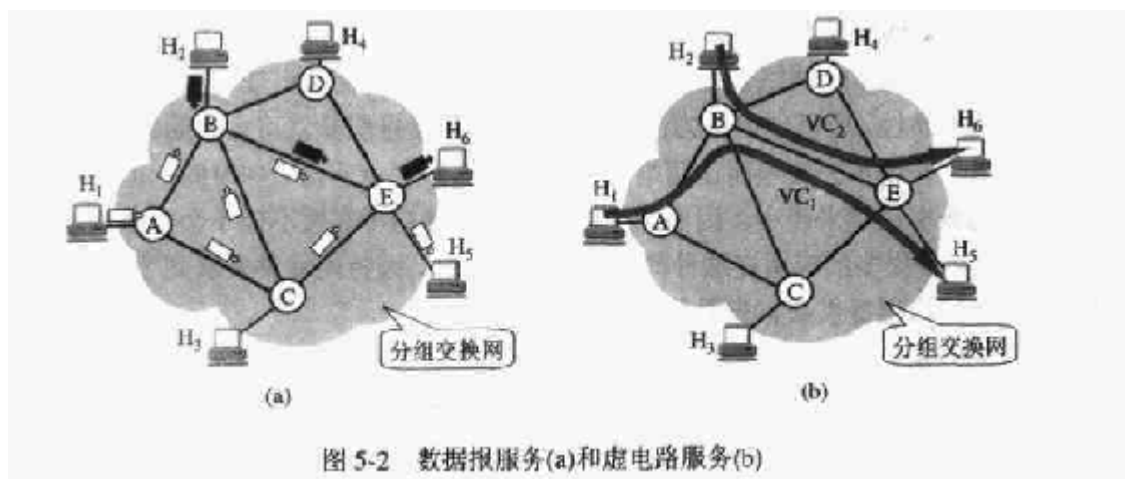 H₂
H₄
D
B
H₆
H₁
E
A
H₅
C
H₃
分组交换网
(a)
H₂
H₄
D
B
VC₂
H₆
H₁
E
A
VC₁
H₅
C
H₃
分组交换网
(b)
图 5-2 数据报服务(a)和虚电路服务(b)